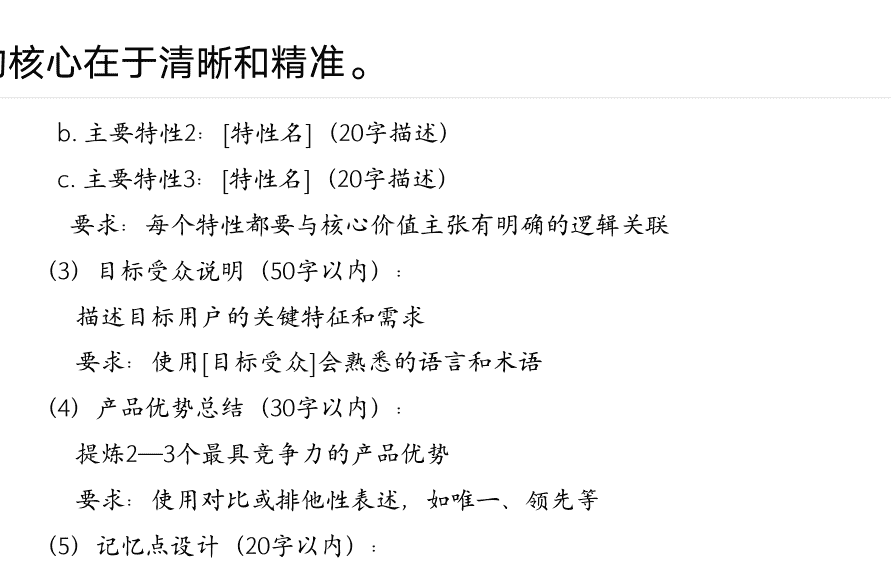 的核心在于清晰和精准。
b. 主要特性2：[特性名]（20字描述）
c. 主要特性3：[特性名]（20字描述）
要求：每个特性都要与核心价值主张有明确的逻辑关联
（3）目标受众说明（50字以内）：
描述目标用户的关键特征和需求
要求：使用[目标受众]会熟悉的语言和术语
（4）产品优势总结（30字以内）：
提炼2—3个最具竞争力的产品优势
要求：使用对比或排他性表述，如唯一、领先等
（5）记忆点设计（20字以内）：